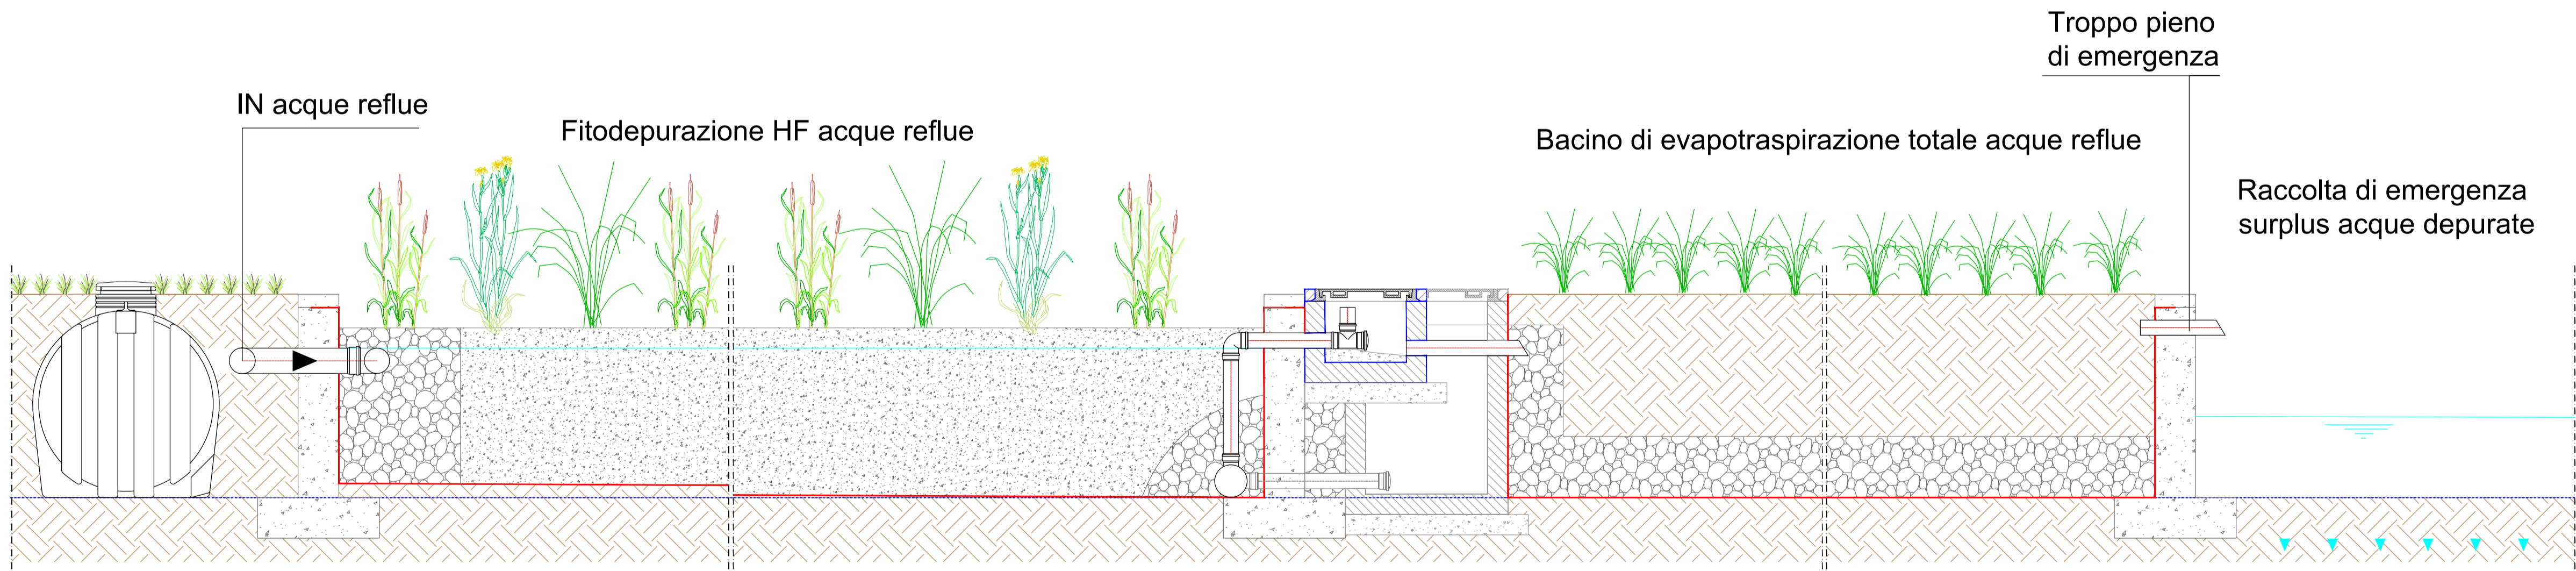 IN acque reflue
Fitodepurazione HF acque reflue
Bacino di evapotraspirazione totale acque reflue
Troppo pieno
di emergenza
Raccolta di emergenza
surplus acque depurate